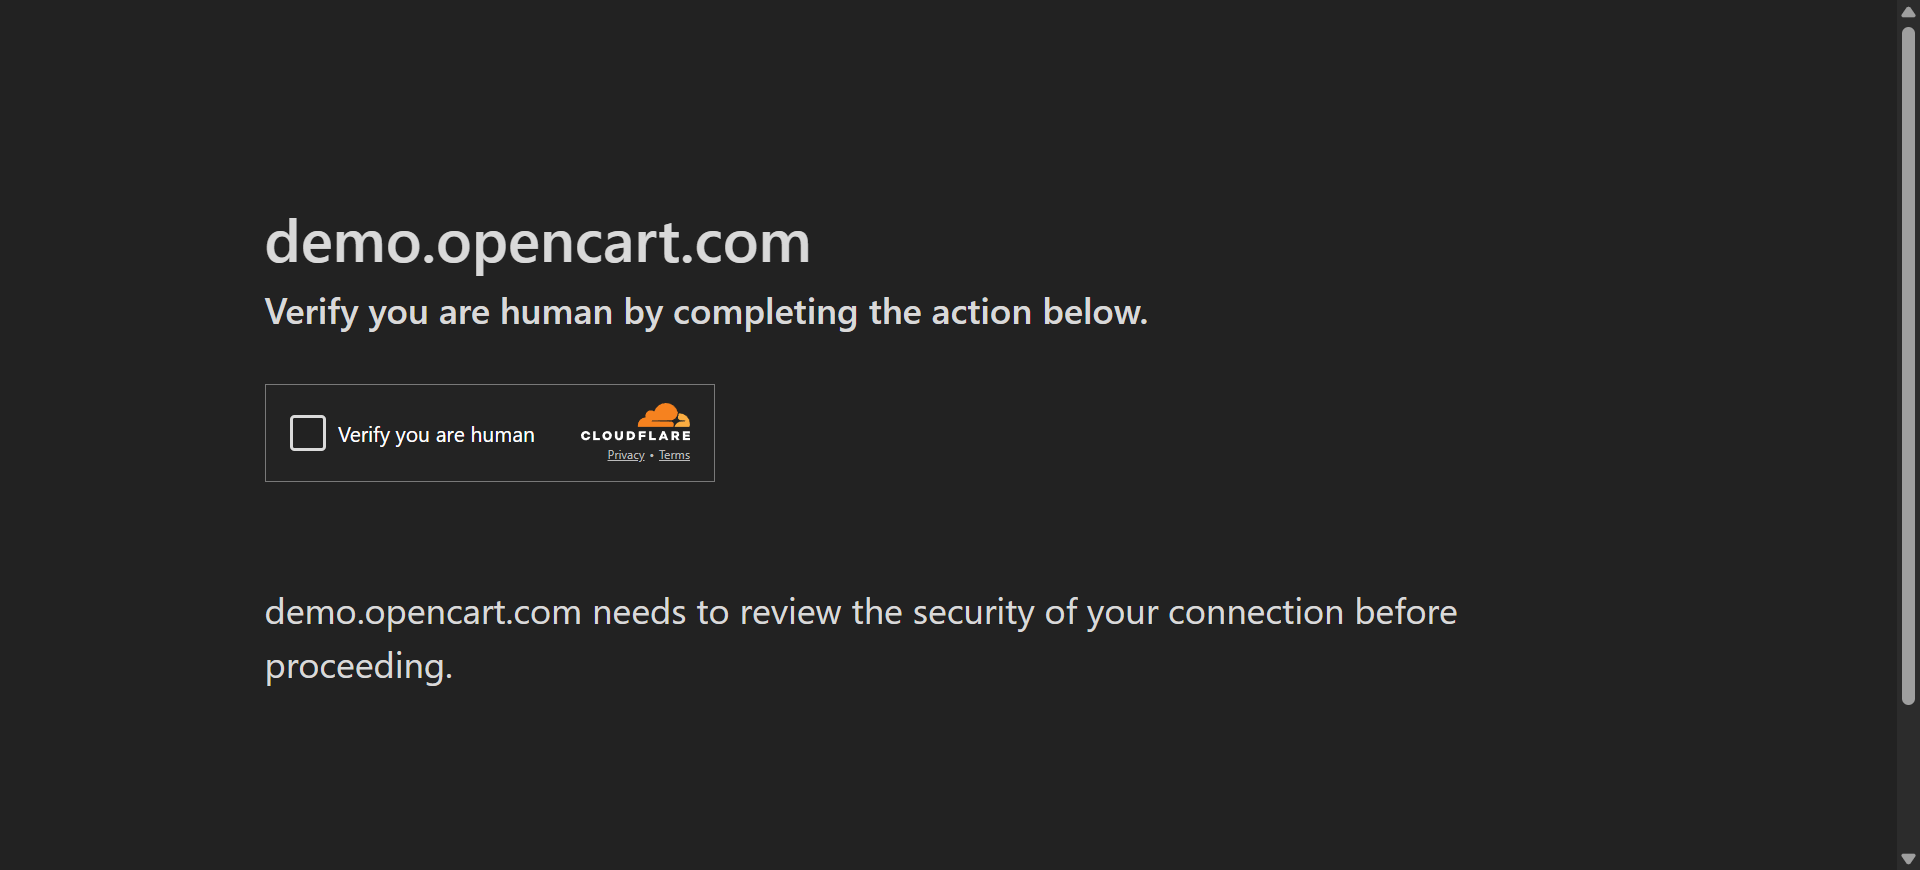 demo.opencart.com
Verify you are human by completing the action below.
Verify you are human
CLOUDFLARE
Privacy • Terms
demo.opencart.com needs to review the security of your connection before
proceeding.